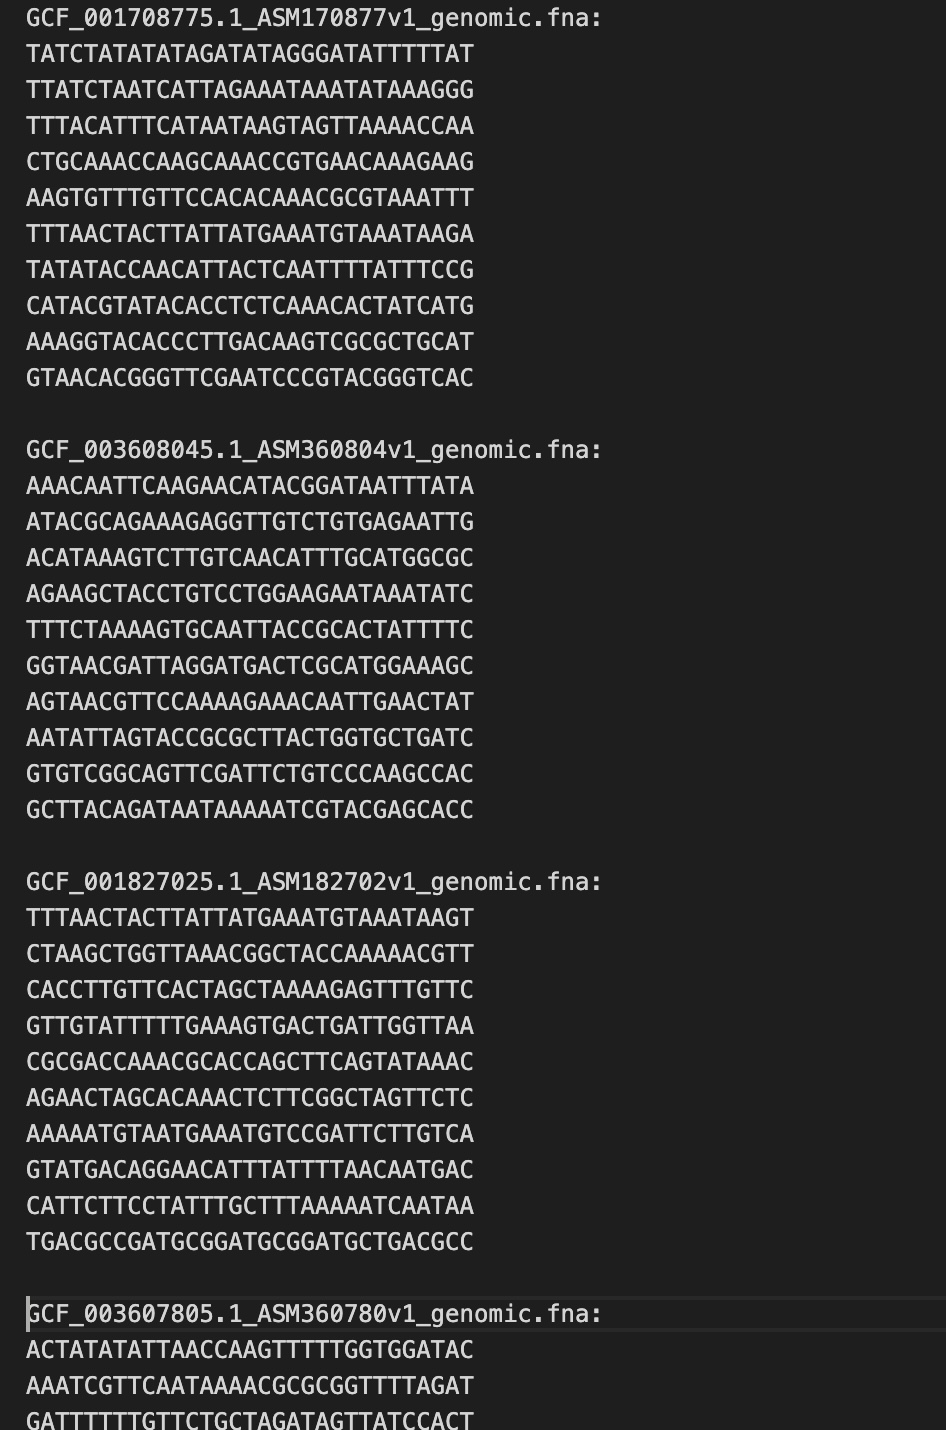 GCF_001708775.1_ASM170877v1_genomic.fna:
TATCTATATATAGATATAGGGATATTTTTAT
TTATCTAATCATTAGAAATAAATATAAAGGG
TTTACATTTCATAATAAGTAGTTAAAACCAA
CTGCAAACCAAGCAAACCGTGAACAAAGAAG
AAGTGTTTGTTCCACACAAACGCGTAAATTT
TTTAACTACTTATTATGAAATGTAAATAAGA
TATATACCAACATTACTCAATTTTATTTCCG
CATACGTATACACCTCTCAAACACTATCATG
AAAGGTACACCCTTGACAAGTCGCGCTGCAT
GTAACACGGGTTCGAATCCCGTACGGGTCAC
GCF_003608045.1_ASM360804v1_genomic.fna:
AAACAATTCAAGAACATACGGATAATTTATA
ATACGCAGAAAGAGGTTGTCTGTGAGAATTG
ACATAAAGTCTTGTCAACATTTGCATGGCGC
AGAAGCTACCTGTCCTGGAAGAATAAATATC
TTTCTAAAAGTGCAATTACCGCACTATTTTC
GGTAACGATTAGGATGACTCGCATGGAAAGC
AGTAACGTTCCAAAAGAAACAATTGAACTAT
AATATTAGTACCGCGCTTACTGGTGCTGATC
GTGTCGGCAGTTCGATTCTGTCCCAAGCCAC
GCTTACAGATAATAAAAATCGTACGAGCACC
GCF_001827025.1_ASM182702v1_genomic.fna:
TTTAACTACTTATTATGAAATGTAAATAAGT
CTAAGCTGGTTAAACGGCTACCAAAAACGTT
CACCTTGTTCACTAGCTAAAAGAGTTTGTTC
GTTGTATTTTTGAAAGTGACTGATTGGTTAA
CGCGACCAAACGCACCAGCTTCAGTATAAAC
AGAACTAGCACAAACTCTTCGGCTAGTTCTC
AAAAATGTAATGAAATGTCCGATTCTTGTCA
GTATGACAGGAACATTTATTTTAACAATGAC
CATTCTTCCTATTTGCTTTAAAAATCAATAA
TGACGCCGATGCGGATGCGGATGCTGACGCC
GCF_003607805.1_ASM360780v1_genomic.fna:
ACTATATATTAACCAAGTTTTTGGTGGATAC
AAATCGTTCAATAAAACGCGCGGTTTTAGAT
GATTTTTTGTTCTGCTAGATAGTTATCCACT